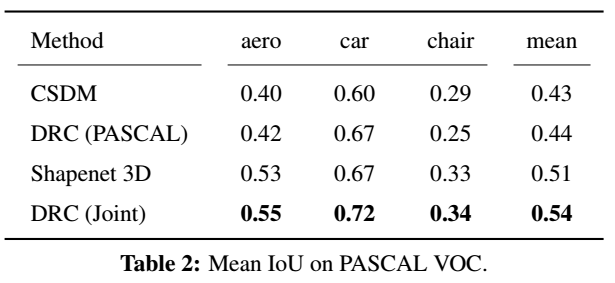 Method aero car chair mean
CSDM 0.40 0.60 0.29 0.43
DRC (PASCAL) 0.42 0.67 0.25 0.44
Shapenet 3D 0.53 0.67 0.33 0.51
DRC (Joint) 0.55 0.72 0.34 0.54
Table 2: Mean IoU on PASCAL VOC.